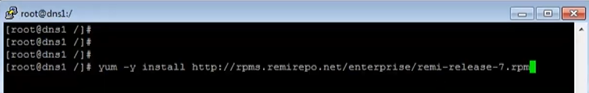 root@dns1:/
[root@dns1 /]#
[root@dns1 /]#
[root@dns1 /]#
[root@dns1 /]# yum -y install http://rpms.remirepo.net/enterprise/remi-release-7.rpm